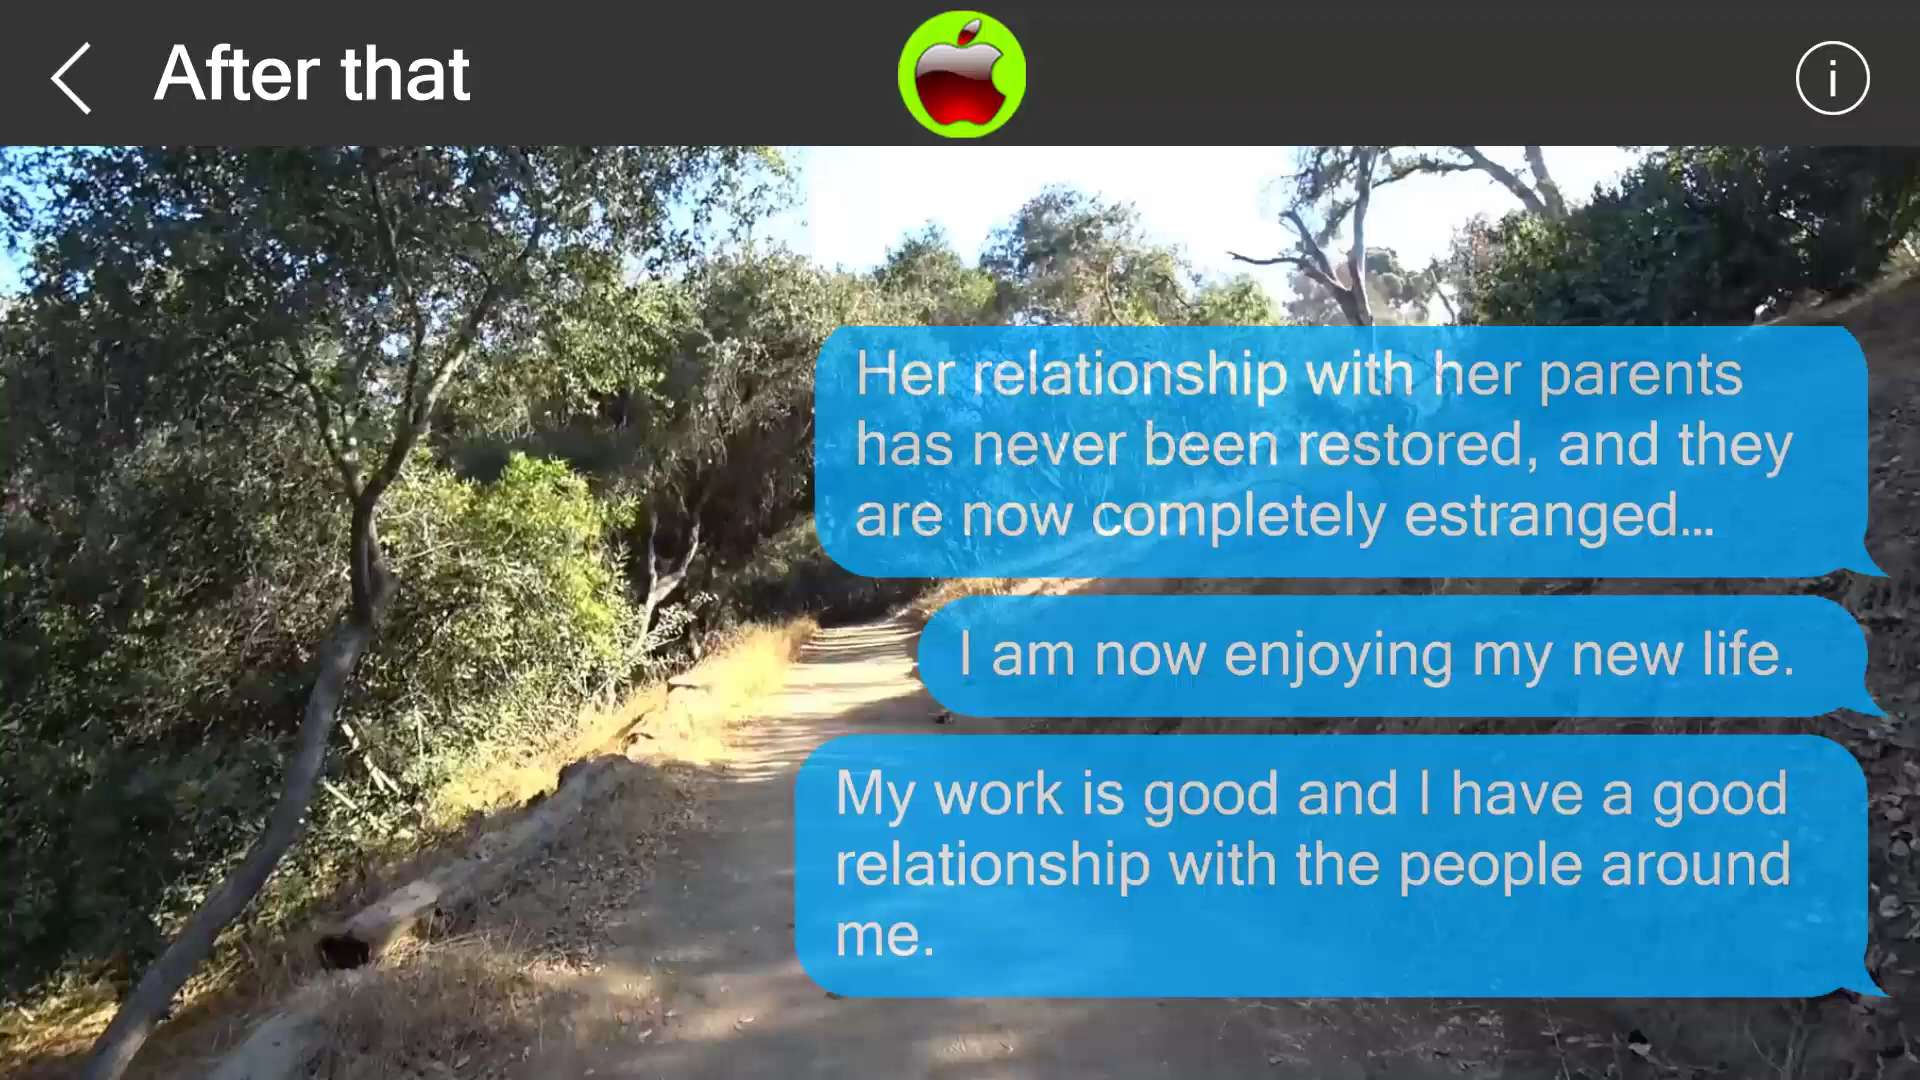 After that
i
Her relationship with her parents
has never been restored, and they
are now completely estranged...
I am now enjoying my new life.
My work is good and I have a good
relationship with the people around
me.